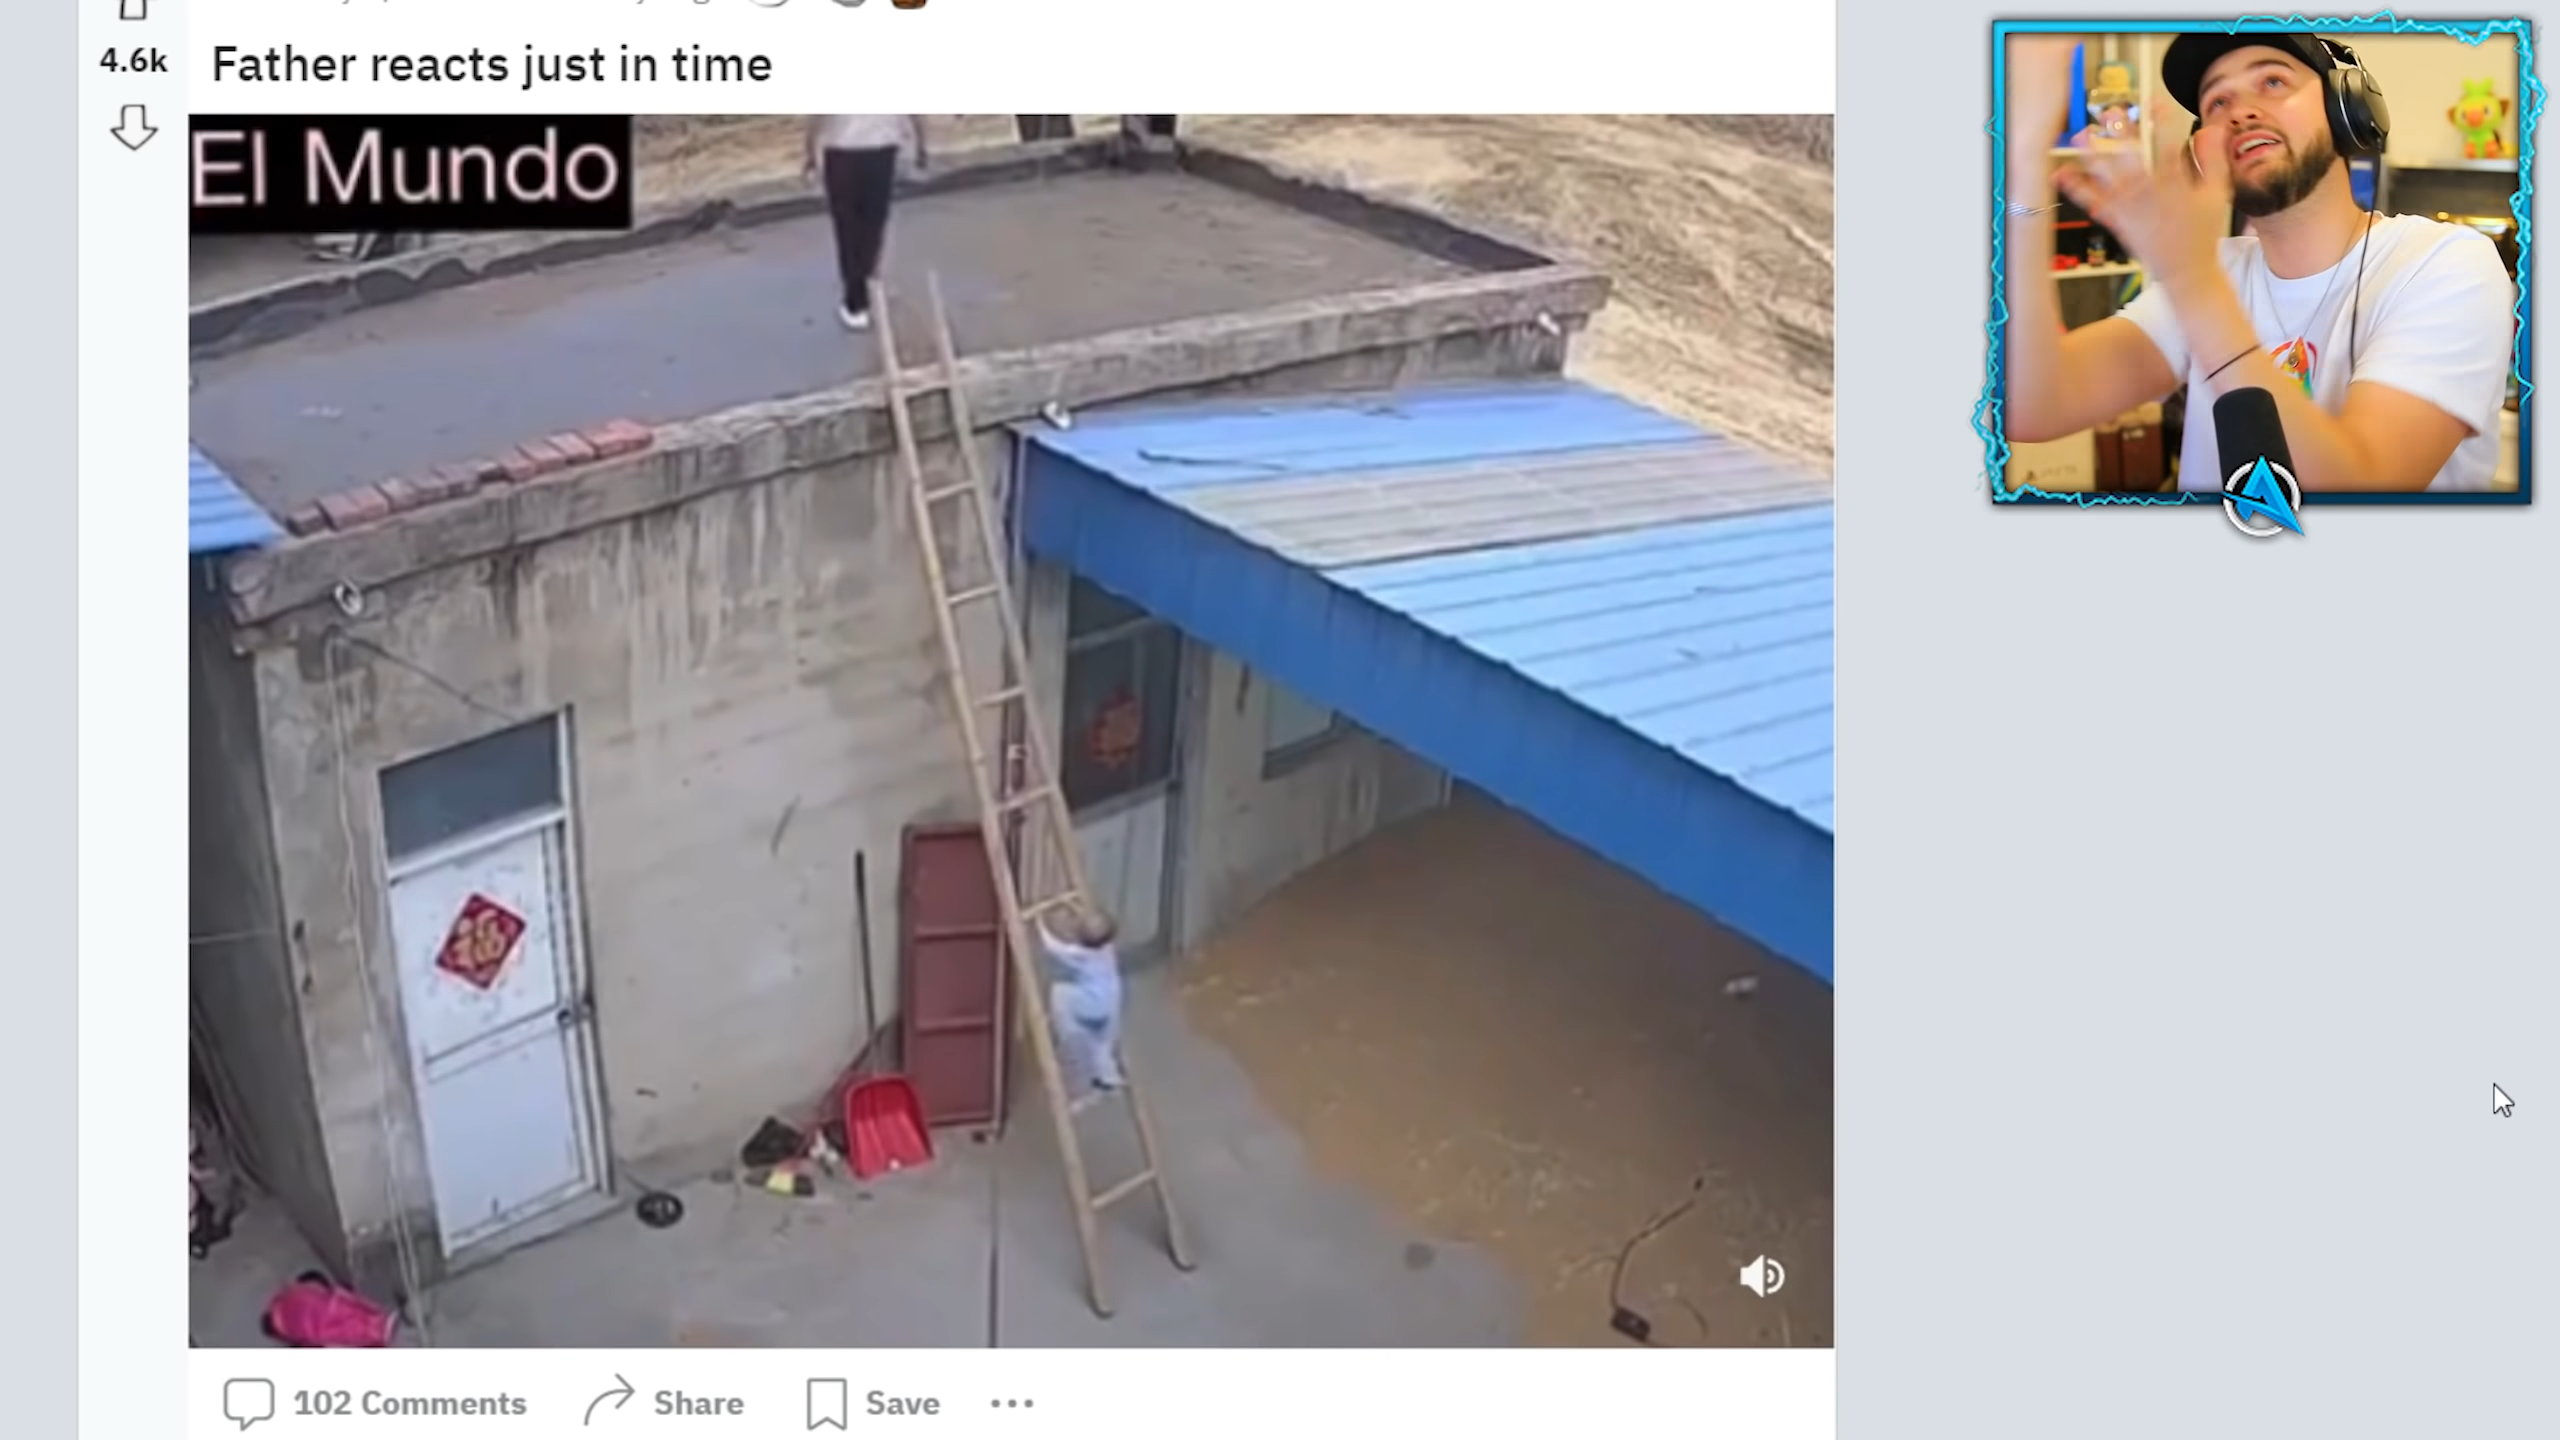 4.6k
Father reacts just in time
El Mundo
102 Comments
Share
Save